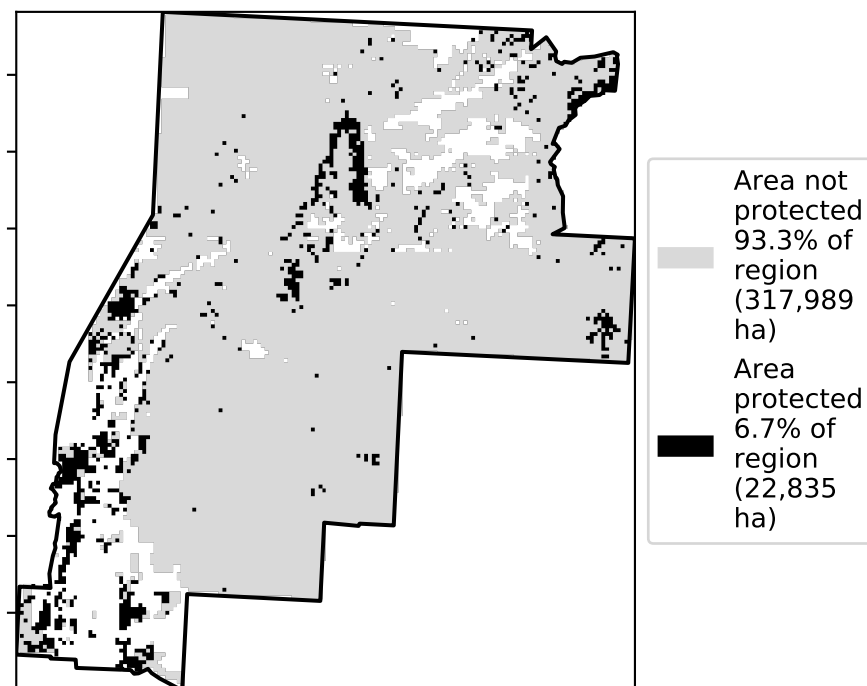 Area not
protected
93.3% of
region
(317,989
ha)
Area
protected
6.7% of
region
(22,835
ha)